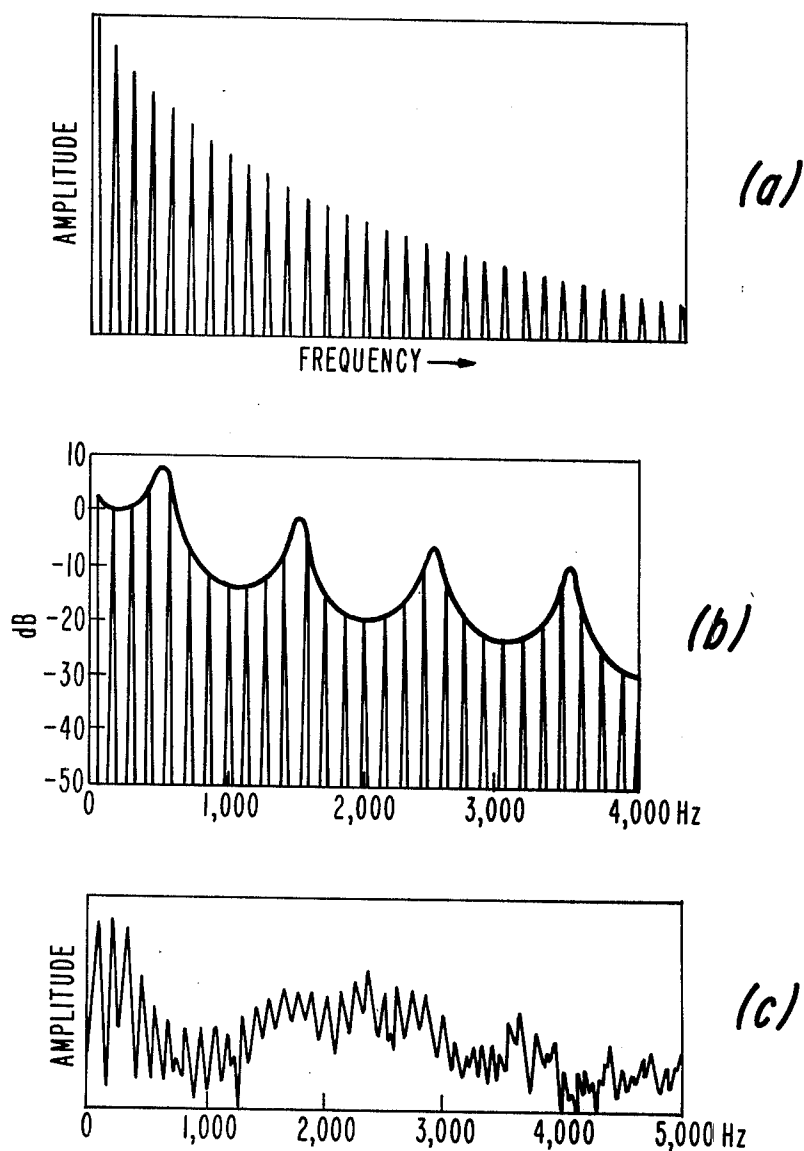 AMPLITUDE
(a)
FREQUENCY
10
0
-10
-20
-30
-40
-50
dB
(b)
0 1,000 2,000 3,000 4,000 Hz
AMPLITUDE
(c)
0 1,000 2,000 3,000 4,000 5,000 Hz